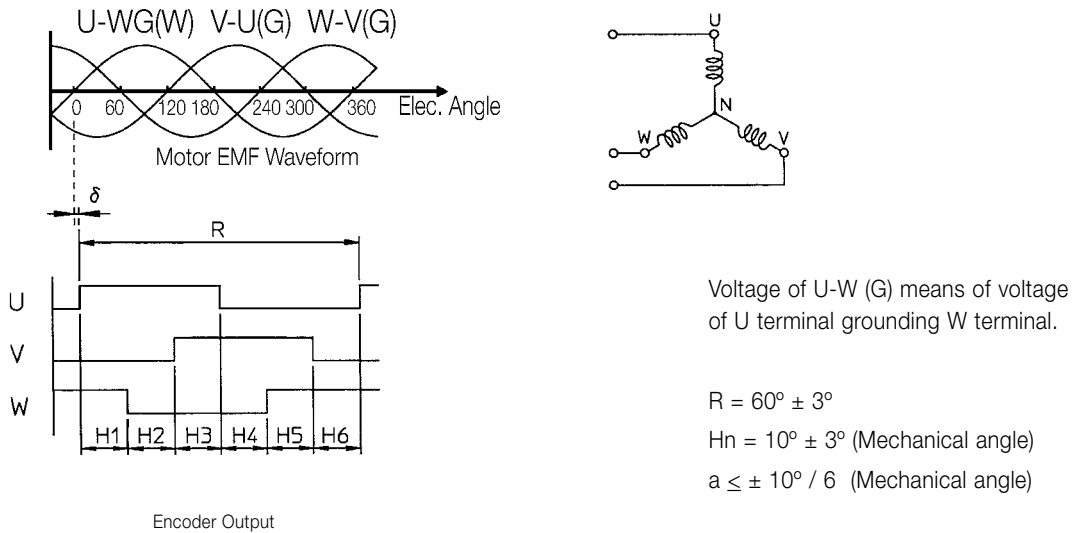 U-WG(W) V-U(G) W-V(G)
0 60 120 180 240 300 360 Elec. Angle
Motor EMF Waveform
δ
R
U
V
W
H1 H2 H3 H4 H5 H6
Encoder Output
U
N
W
V
Voltage of U-W (G) means of voltage
of U terminal grounding W terminal.
R = 60º ± 3º
Hn = 10º ± 3º (Mechanical angle)
a ≤ ± 10º / 6 (Mechanical angle)